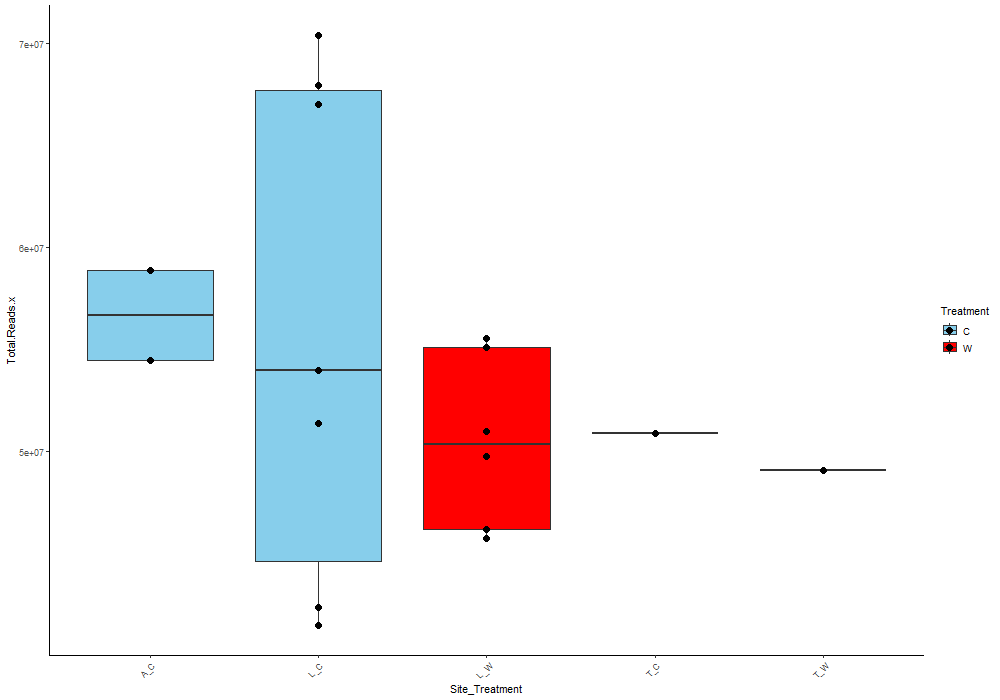 Total.Reads.x
7e+07
6e+07
5e+07
A_C
L_C
L_W
T_C
T_W
Site_Treatment
Treatment
C
W